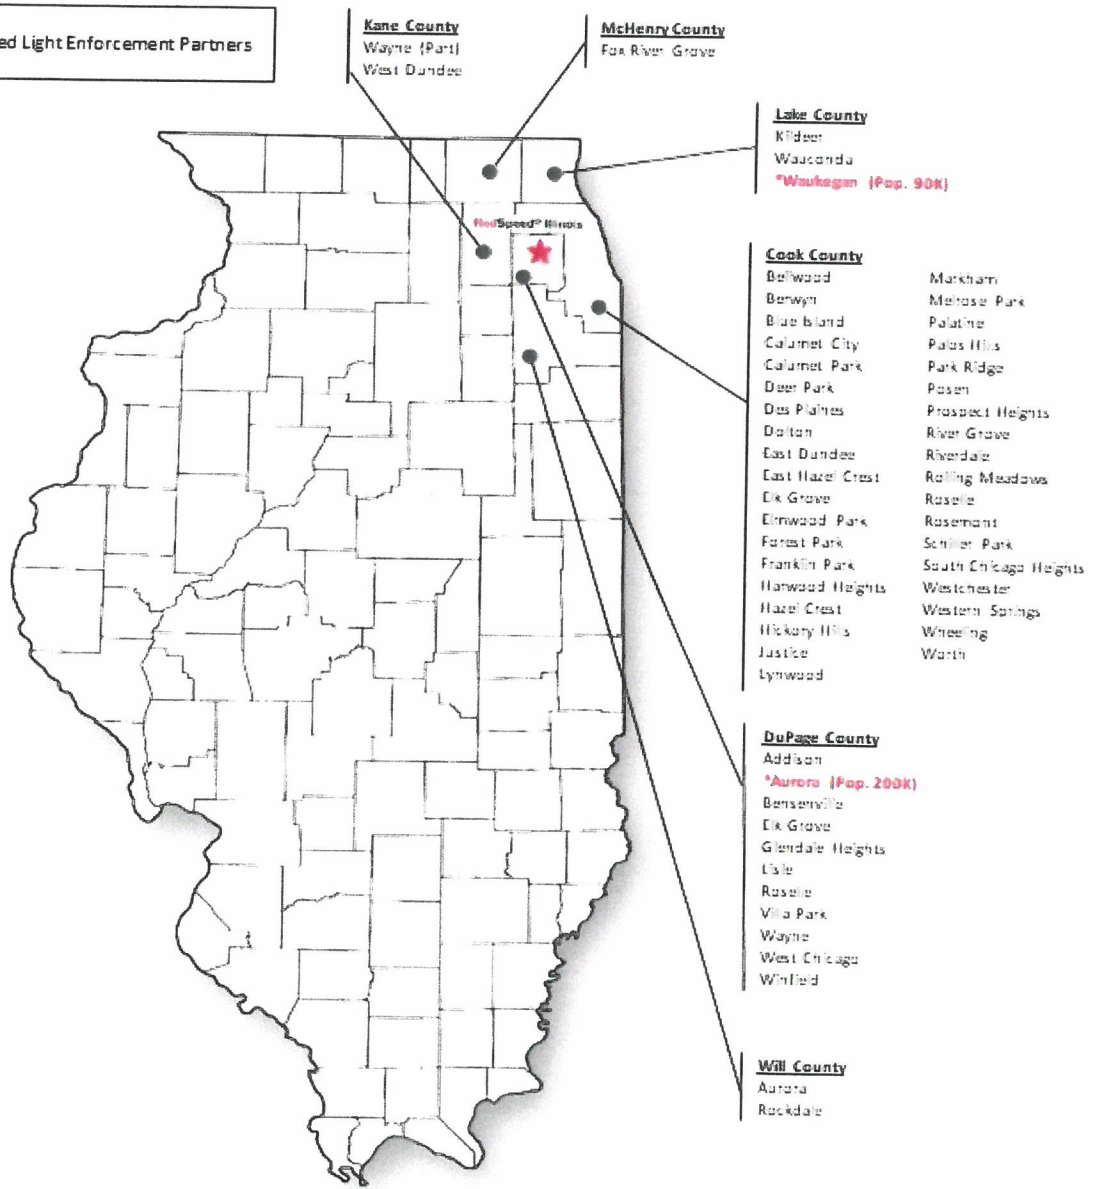 ed Light Enforcement Partners
Kane County
Wayne (Part)
West Dundee
McHenry County
Fox River Grove
Lake County
Kildeer
Wauconda
*Waukegan (Pop. 90K)
RedSpeed® Illinois
Cook County
Bellwood
Berwyn
Blue Island
Calumet City
Calumet Park
Deer Park
Des Plaines
Dolton
East Dundee
East Hazel Crest
Elk Grove
Elmwood Park
Forest Park
Franklin Park
Harwood Heights
Hazel Crest
Hickory Hills
Justice
Lynwood
Markham
Melrose Park
Palatine
Palos Hills
Park Ridge
Posen
Prospect Heights
River Grove
Riverdale
Rolling Meadows
Roselle
Rosemont
Schiller Park
South Chicago Heights
Westchester
Western Springs
Wheeling
Worth
DuPage County
Addison
*Aurora (Pop. 200K)
Bensenville
Elk Grove
Glendale Heights
Lisle
Roselle
Villa Park
Wayne
West Chicago
Winfield
Will County
Aurora
Rockdale